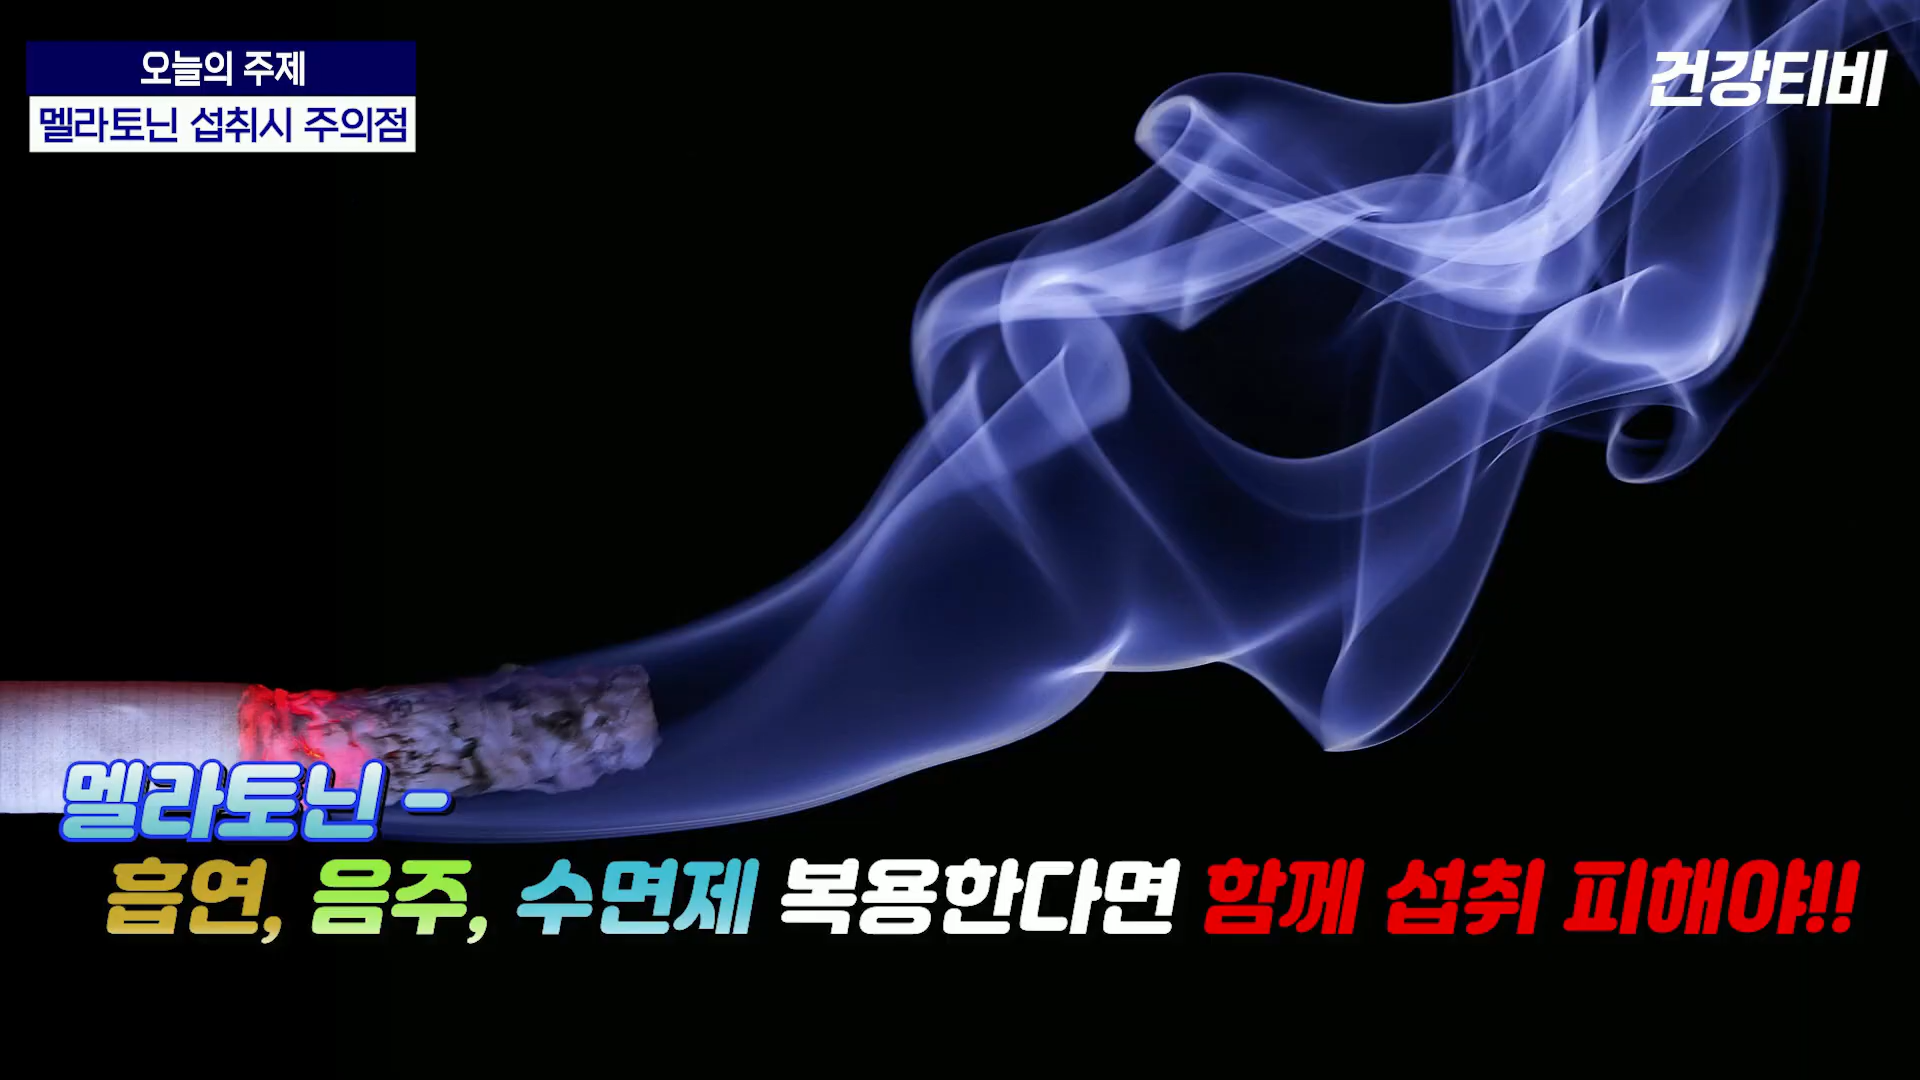 오늘의 주제
멜라토닌 섭취시 주의점
건강티비
멜라토닌 -
흡연, 음주, 수면제 복용한다면 함께 섭취 피해야!!